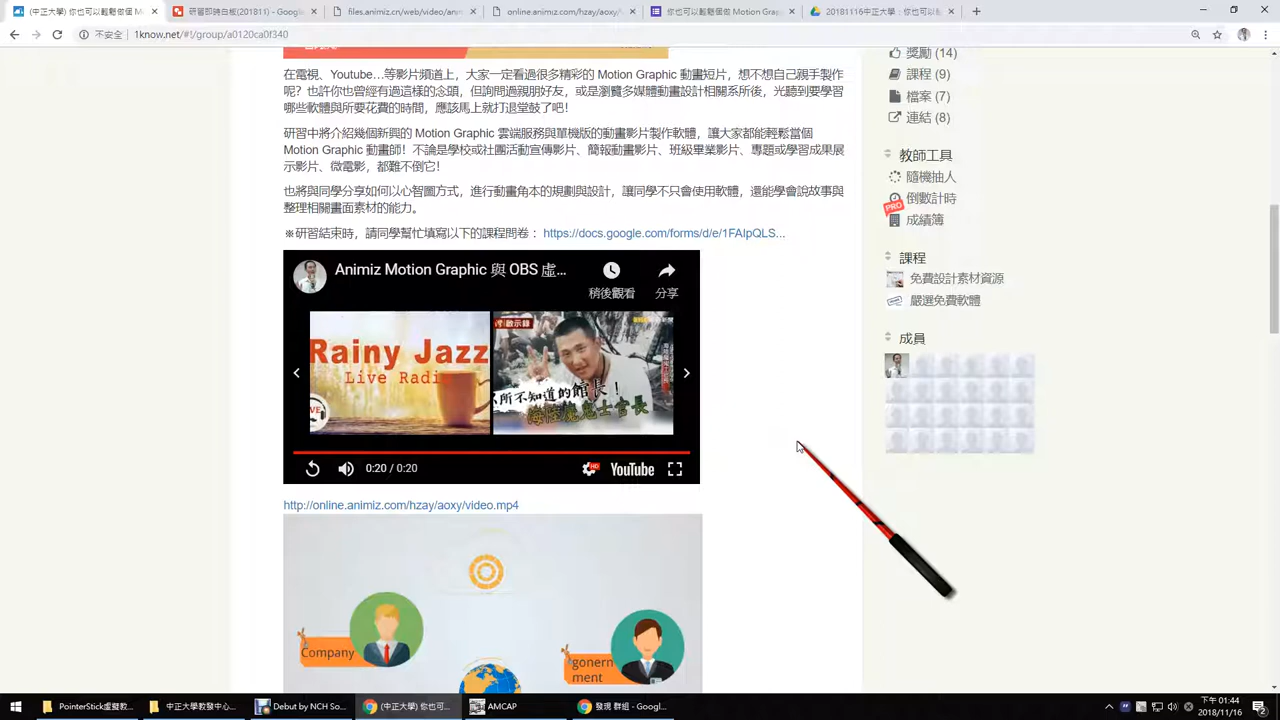 (中正大學) 你也可以輕鬆個 M
研習即時白板(201811) - Goog
files.animiz.cn/web/video/anim
online.animiz.com/hzay/aoxy/v
你也可以輕鬆個做 Motion Grap
20181116中正大學：你也可以
不安全
1know.net/#!/group/a0120ca0f340
在電視、Youtube…等影片頻道上，大家一定看過很多精彩的 Motion Graphic 動畫短片，想不想自己親手製作
呢？也許你也曾經有過這樣的念頭，但詢問過親朋好友，或是瀏覽多媒體動畫設計相關系所後，光聽到要學習
哪些軟體與所要花費的時間，應該馬上就打退堂鼓了吧!
研習中將介紹幾個新興的 Motion Graphic 雲端服務與單機版的動畫影片製作軟體，讓大家都能輕鬆當個
Motion Graphic 動畫師！不論是學校或社團活動宣傳影片、簡報動畫影片、班級畢業影片、專題或學習成果展
示影片、微電影，都難不倒它!
也將與同學分享如何以心智圖方式，進行動畫角本的規劃與設計，讓同學不只會使用軟體，還能學會說故事與
整理相關畫面素材的能力。
※研習結束時，請同學幫忙填寫以下的課程問卷： https://docs.google.com/forms/d/e/1FAIpQLS...
Animiz Motion Graphic 與 OBS 虛...
稍後觀看
分享
Rainy Jazz
Live Radio
啟示錄
所不知道的館長!
海陸魔鬼士官長
0:20 / 0:20
YouTube
http://online.animiz.com/hzay/aoxy/video.mp4
Company
gonern
ment
獎勵 (14)
課程 (9)
檔案 (7)
連結 (8)
教師工具
隨機抽人
倒數計時
PRO
成績簿
課程
免費設計素材資源
嚴選免費軟體
成員
PointerStick虛擬教...
中正大學教發中心...
Debut by NCH So...
(中正大學) 你也可...
AMCAP
發現 群組 - Googl...
下午 01:44
2018/11/16